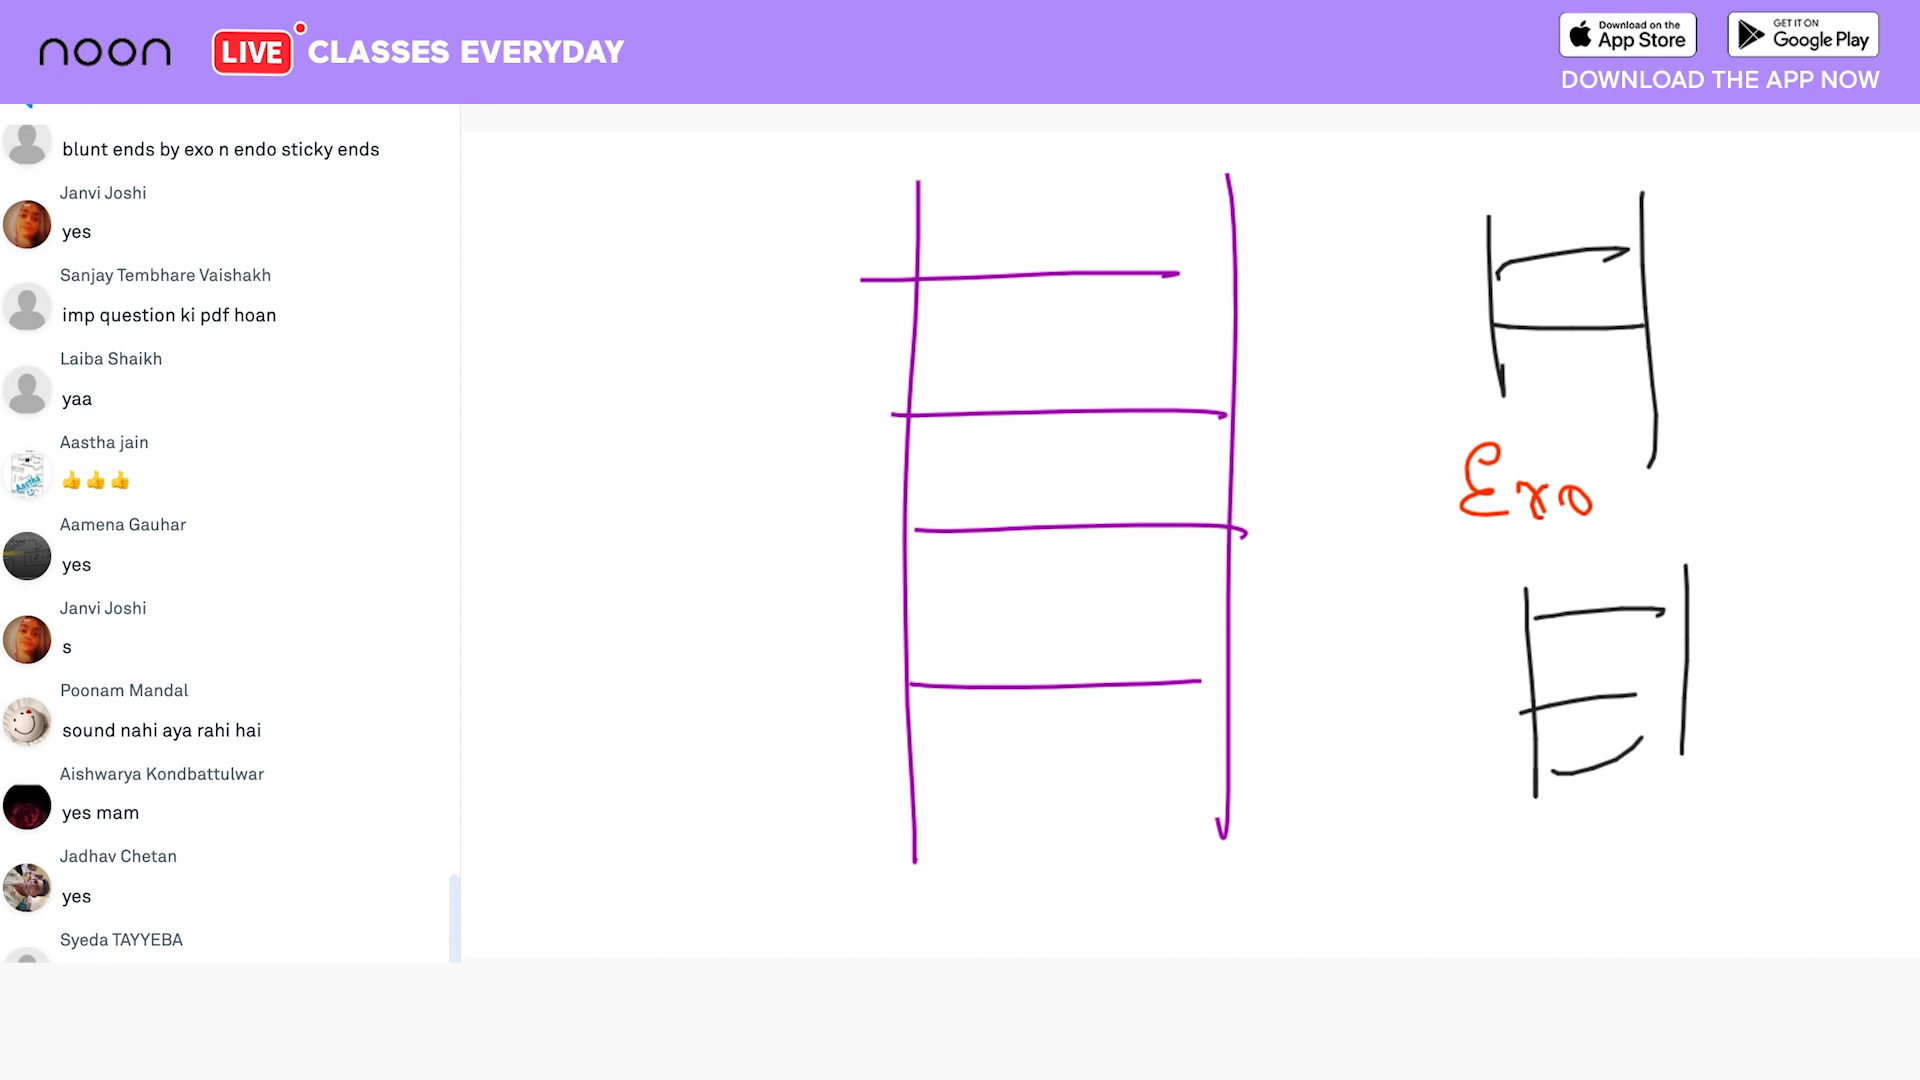 noon LIVE CLASSES EVERYDAY
Download on the App Store
GET IT ON Google Play
DOWNLOAD THE APP NOW
blunt ends by exo n endo sticky ends
Janvi Joshi
yes
Sanjay Tembhare Vaishakh
imp question ki pdf hoan
Laiba Shaikh
yaa
Aastha jain
👍👍👍
Aastha
Aamena Gauhar
yes
Janvi Joshi
s
Poonam Mandal
sound nahi aya rahi hai
Aishwarya Kondbattulwar
yes mam
Jadhav Chetan
yes
Syeda TAYYEBA
Exo